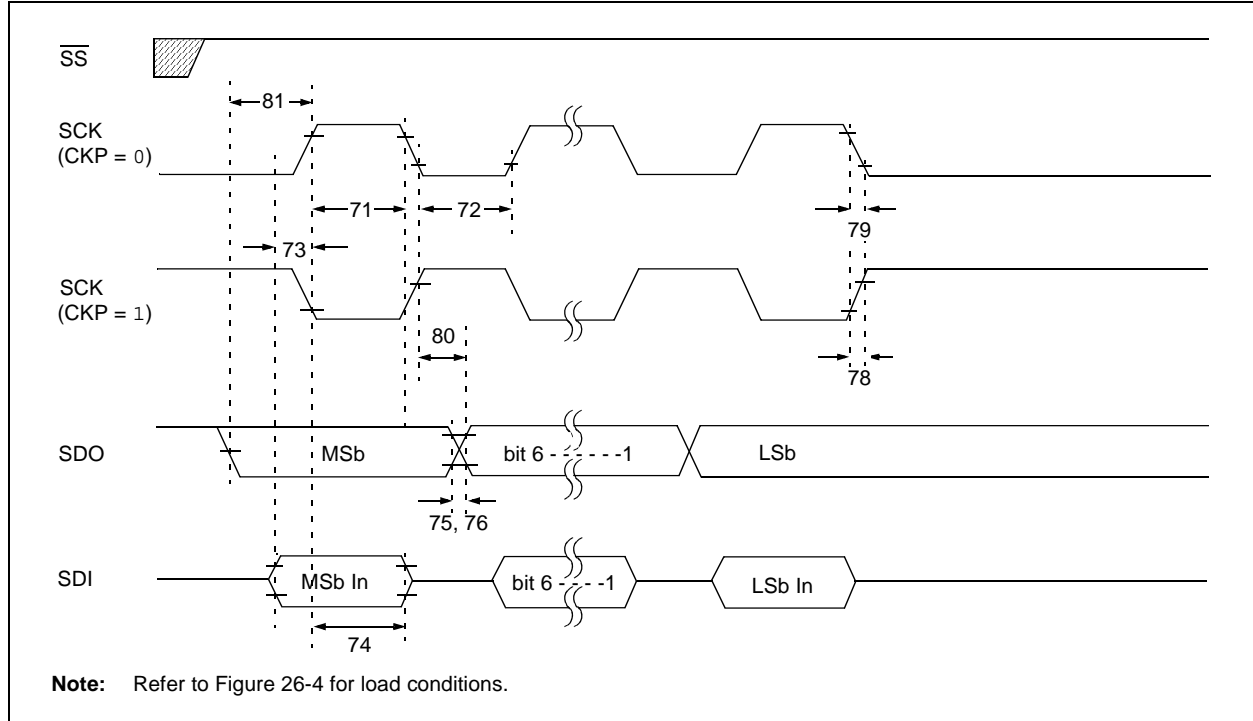 SS
81
SCK
(CKP = 0)
71
72
79
73
SCK
(CKP = 1)
80
78
SDO
MSb
bit 6 - - - - - -1
LSb
75, 76
SDI
MSb In
bit 6 - - - - -1
LSb In
74
Note: Refer to Figure 26-4 for load conditions.